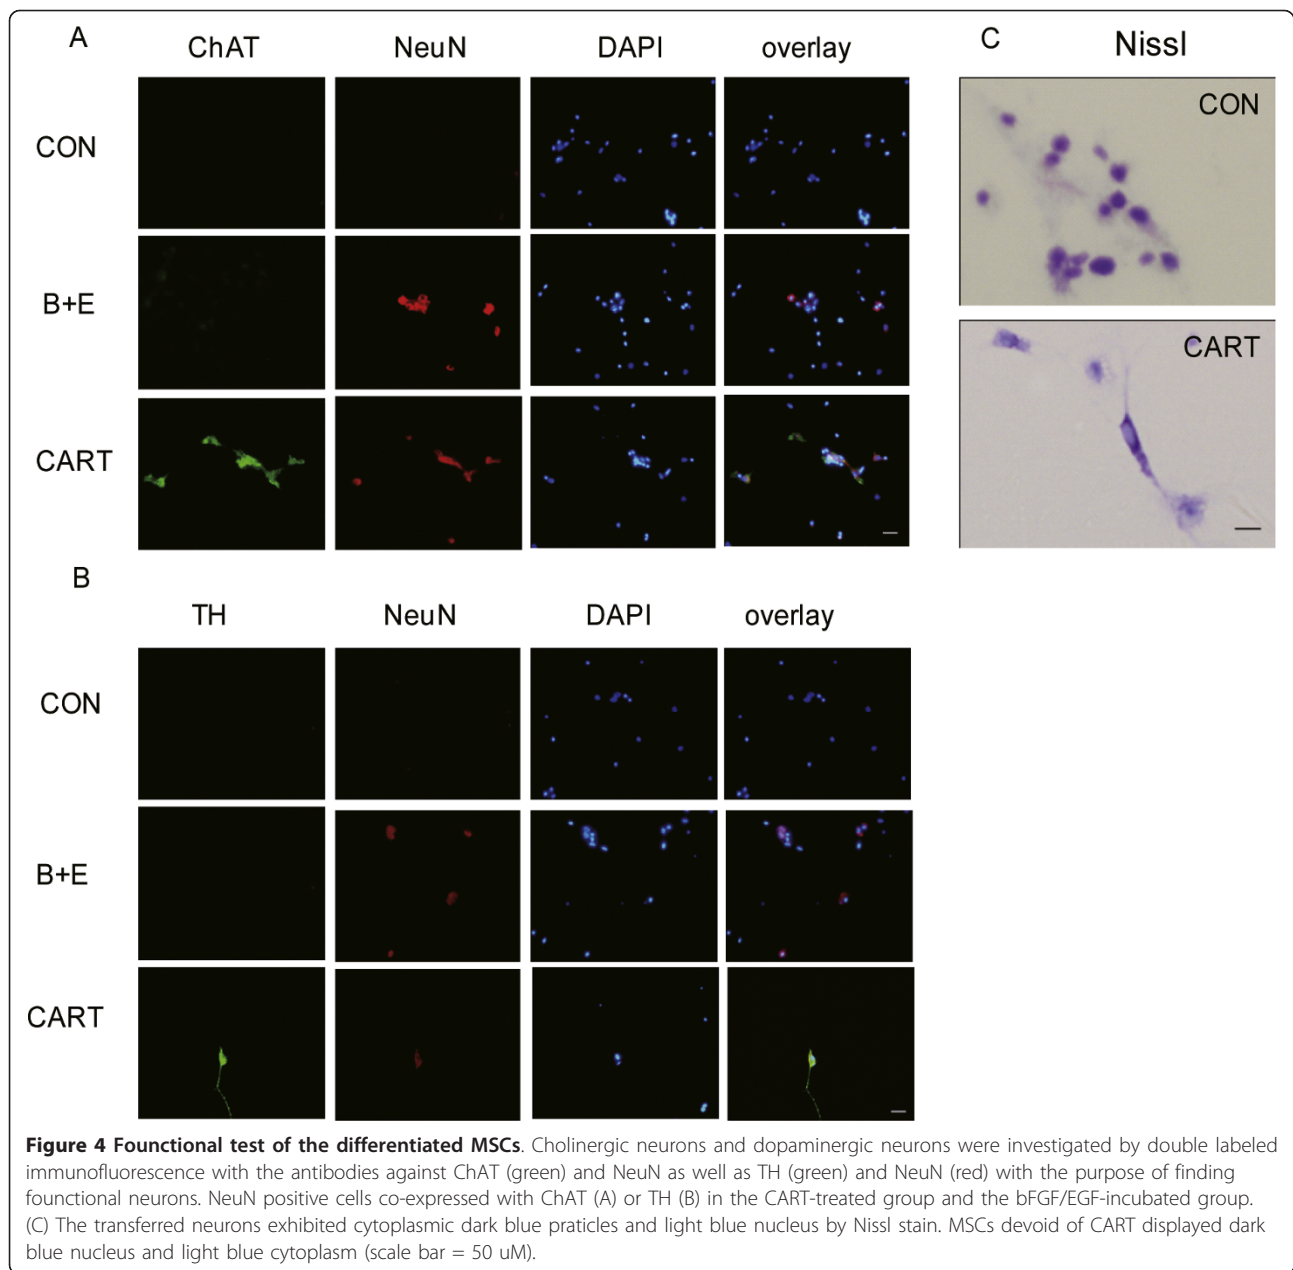 A
ChAT
NeuN
DAPI
overlay
CON
B+E
CART
B
TH
NeuN
DAPI
overlay
CON
B+E
CART
C
Nissl
CON
CART
Figure 4 Founctional test of the differentiated MSCs. Cholinergic neurons and dopaminergic neurons were investigated by double labeled
immunofluorescence with the antibodies against ChAT (green) and NeuN as well as TH (green) and NeuN (red) with the purpose of finding
founctional neurons. NeuN positive cells co-expressed with ChAT (A) or TH (B) in the CART-treated group and the bFGF/EGF-incubated group.
(C) The transferred neurons exhibited cytoplasmic dark blue praticles and light blue nucleus by Nissl stain. MSCs devoid of CART displayed dark
blue nucleus and light blue cytoplasm (scale bar = 50 uM).